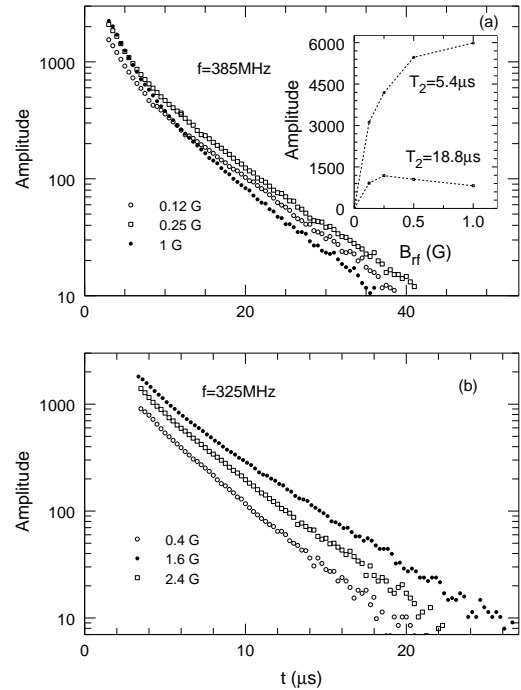 (a)
f=385MHz
Amplitude
1000
100
10
0
20
40
0.12 G
0.25 G
1 G
Amplitude
6000
4500
3000
1500
0
T2=5.4μs
T2=18.8μs
0
0.5
1.0
Brf (G)
(b)
f=325MHz
Amplitude
1000
100
10
0.4 G
1.6 G
2.4 G
0
10
20
t (μs)